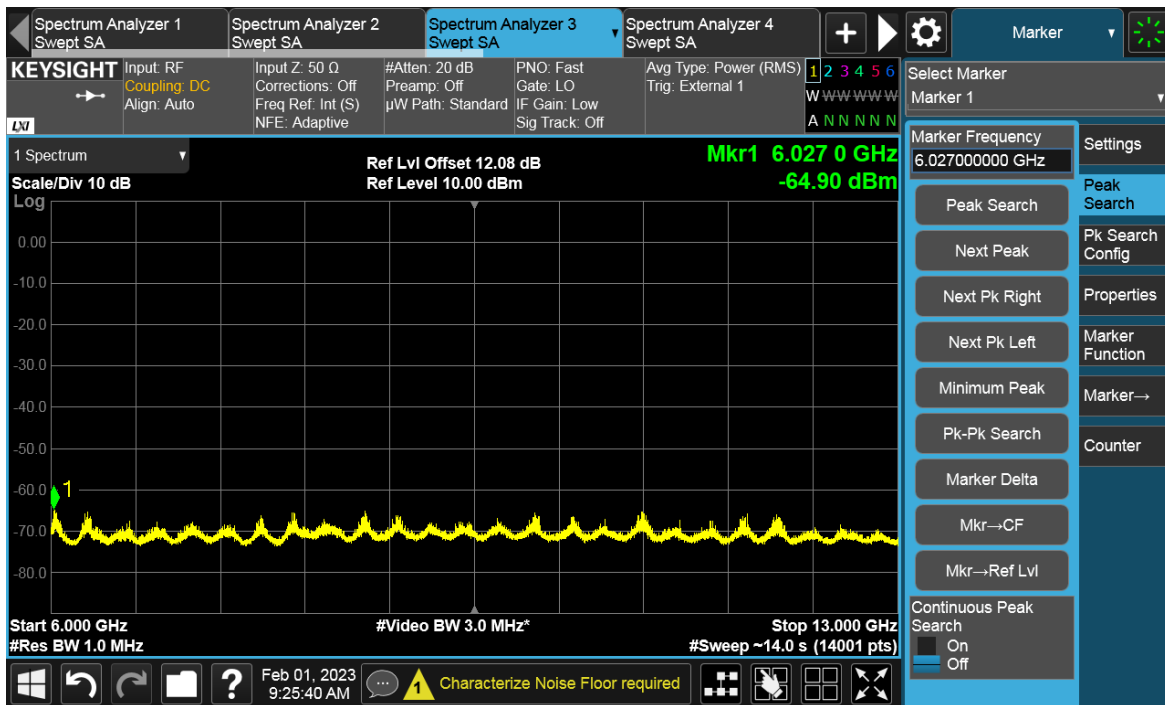 Spectrum Analyzer 1
Swept SA
Spectrum Analyzer 2
Swept SA
Spectrum Analyzer 3
Swept SA
Spectrum Analyzer 4
Swept SA
Marker
KEYSIGHT
LXI
Input: RF
Coupling: DC
Align: Auto
Input Z: 50 Ω
Corrections: Off
Freq Ref: Int (S)
NFE: Adaptive
#Atten: 20 dB
Preamp: Off
µW Path: Standard
PNO: Fast
Gate: LO
IF Gain: Low
Sig Track: Off
Avg Type: Power (RMS)
Trig: External 1
1 2 3 4 5 6
W W W W W W
A N N N N N
Select Marker
Marker 1
1 Spectrum
Scale/Div 10 dB
Log
Ref Lvl Offset 12.08 dB
Ref Level 10.00 dBm
Mkr1 6.027 0 GHz
-64.90 dBm
0.00
-10.0
-20.0
-30.0
-40.0
-50.0
-60.0
-70.0
-80.0
1
Start 6.000 GHz
#Res BW 1.0 MHz
#Video BW 3.0 MHz*
Stop 13.000 GHz
#Sweep ~14.0 s (14001 pts)
Marker Frequency
6.027000000 GHz
Peak Search
Next Peak
Next Pk Right
Next Pk Left
Minimum Peak
Pk-Pk Search
Marker Delta
Mkr→CF
Mkr→Ref Lvl
Continuous Peak
Search
On
Off
Settings
Peak
Search
Pk Search
Config
Properties
Marker
Function
Marker→
Counter
?
Feb 01, 2023
9:25:40 AM
1
Characterize Noise Floor required